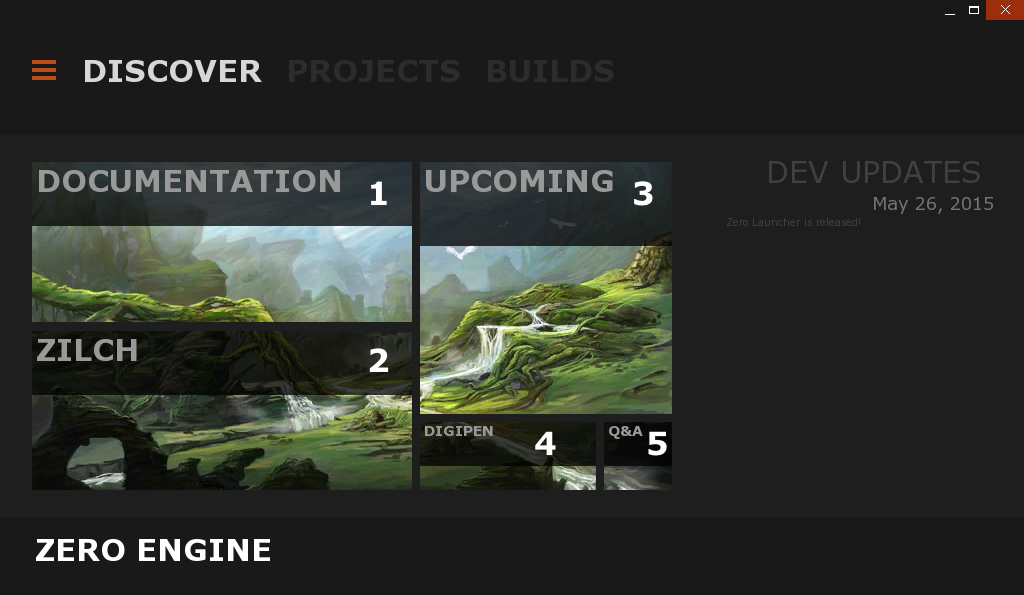 DISCOVER PROJECTS BUILDS
DOCUMENTATION 1
ZILCH 2
UPCOMING 3
DIGIPEN 4
Q&A 5
DEV UPDATES
May 26, 2015
Zero Launcher is released!
ZERO ENGINE